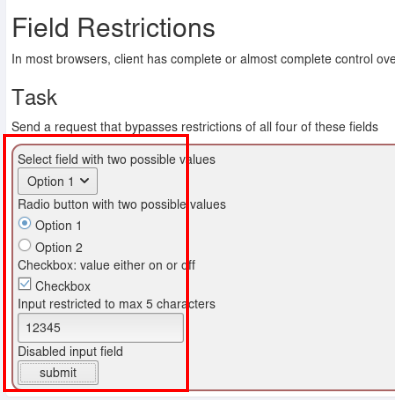 Field Restrictions
In most browsers, client has complete or almost complete control ove
Task
Send a request that bypasses restrictions of all four of these fields
Select field with two possible values
Option 1
Radio button with two possible values
Option 1
Option 2
Checkbox: value either on or off
Checkbox
Input restricted to max 5 characters
12345
Disabled input field
submit